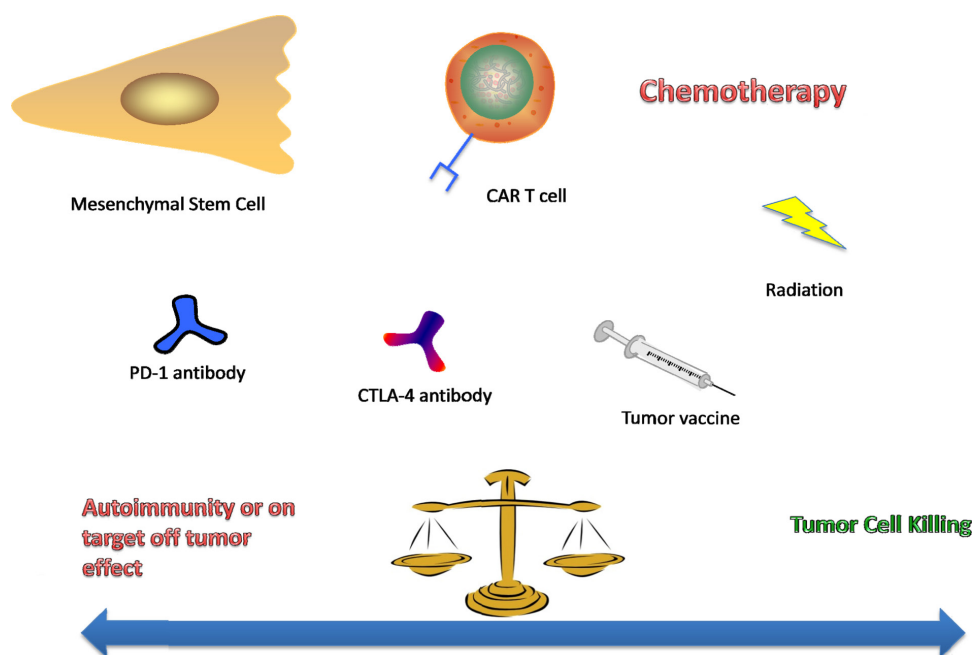 Chemotherapy
Mesenchymal Stem Cell
CAR T cell
Radiation
PD-1 antibody
CTLA-4 antibody
Tumor vaccine
Autoimmunity or on
target off tumor
effect
Tumor Cell Killing